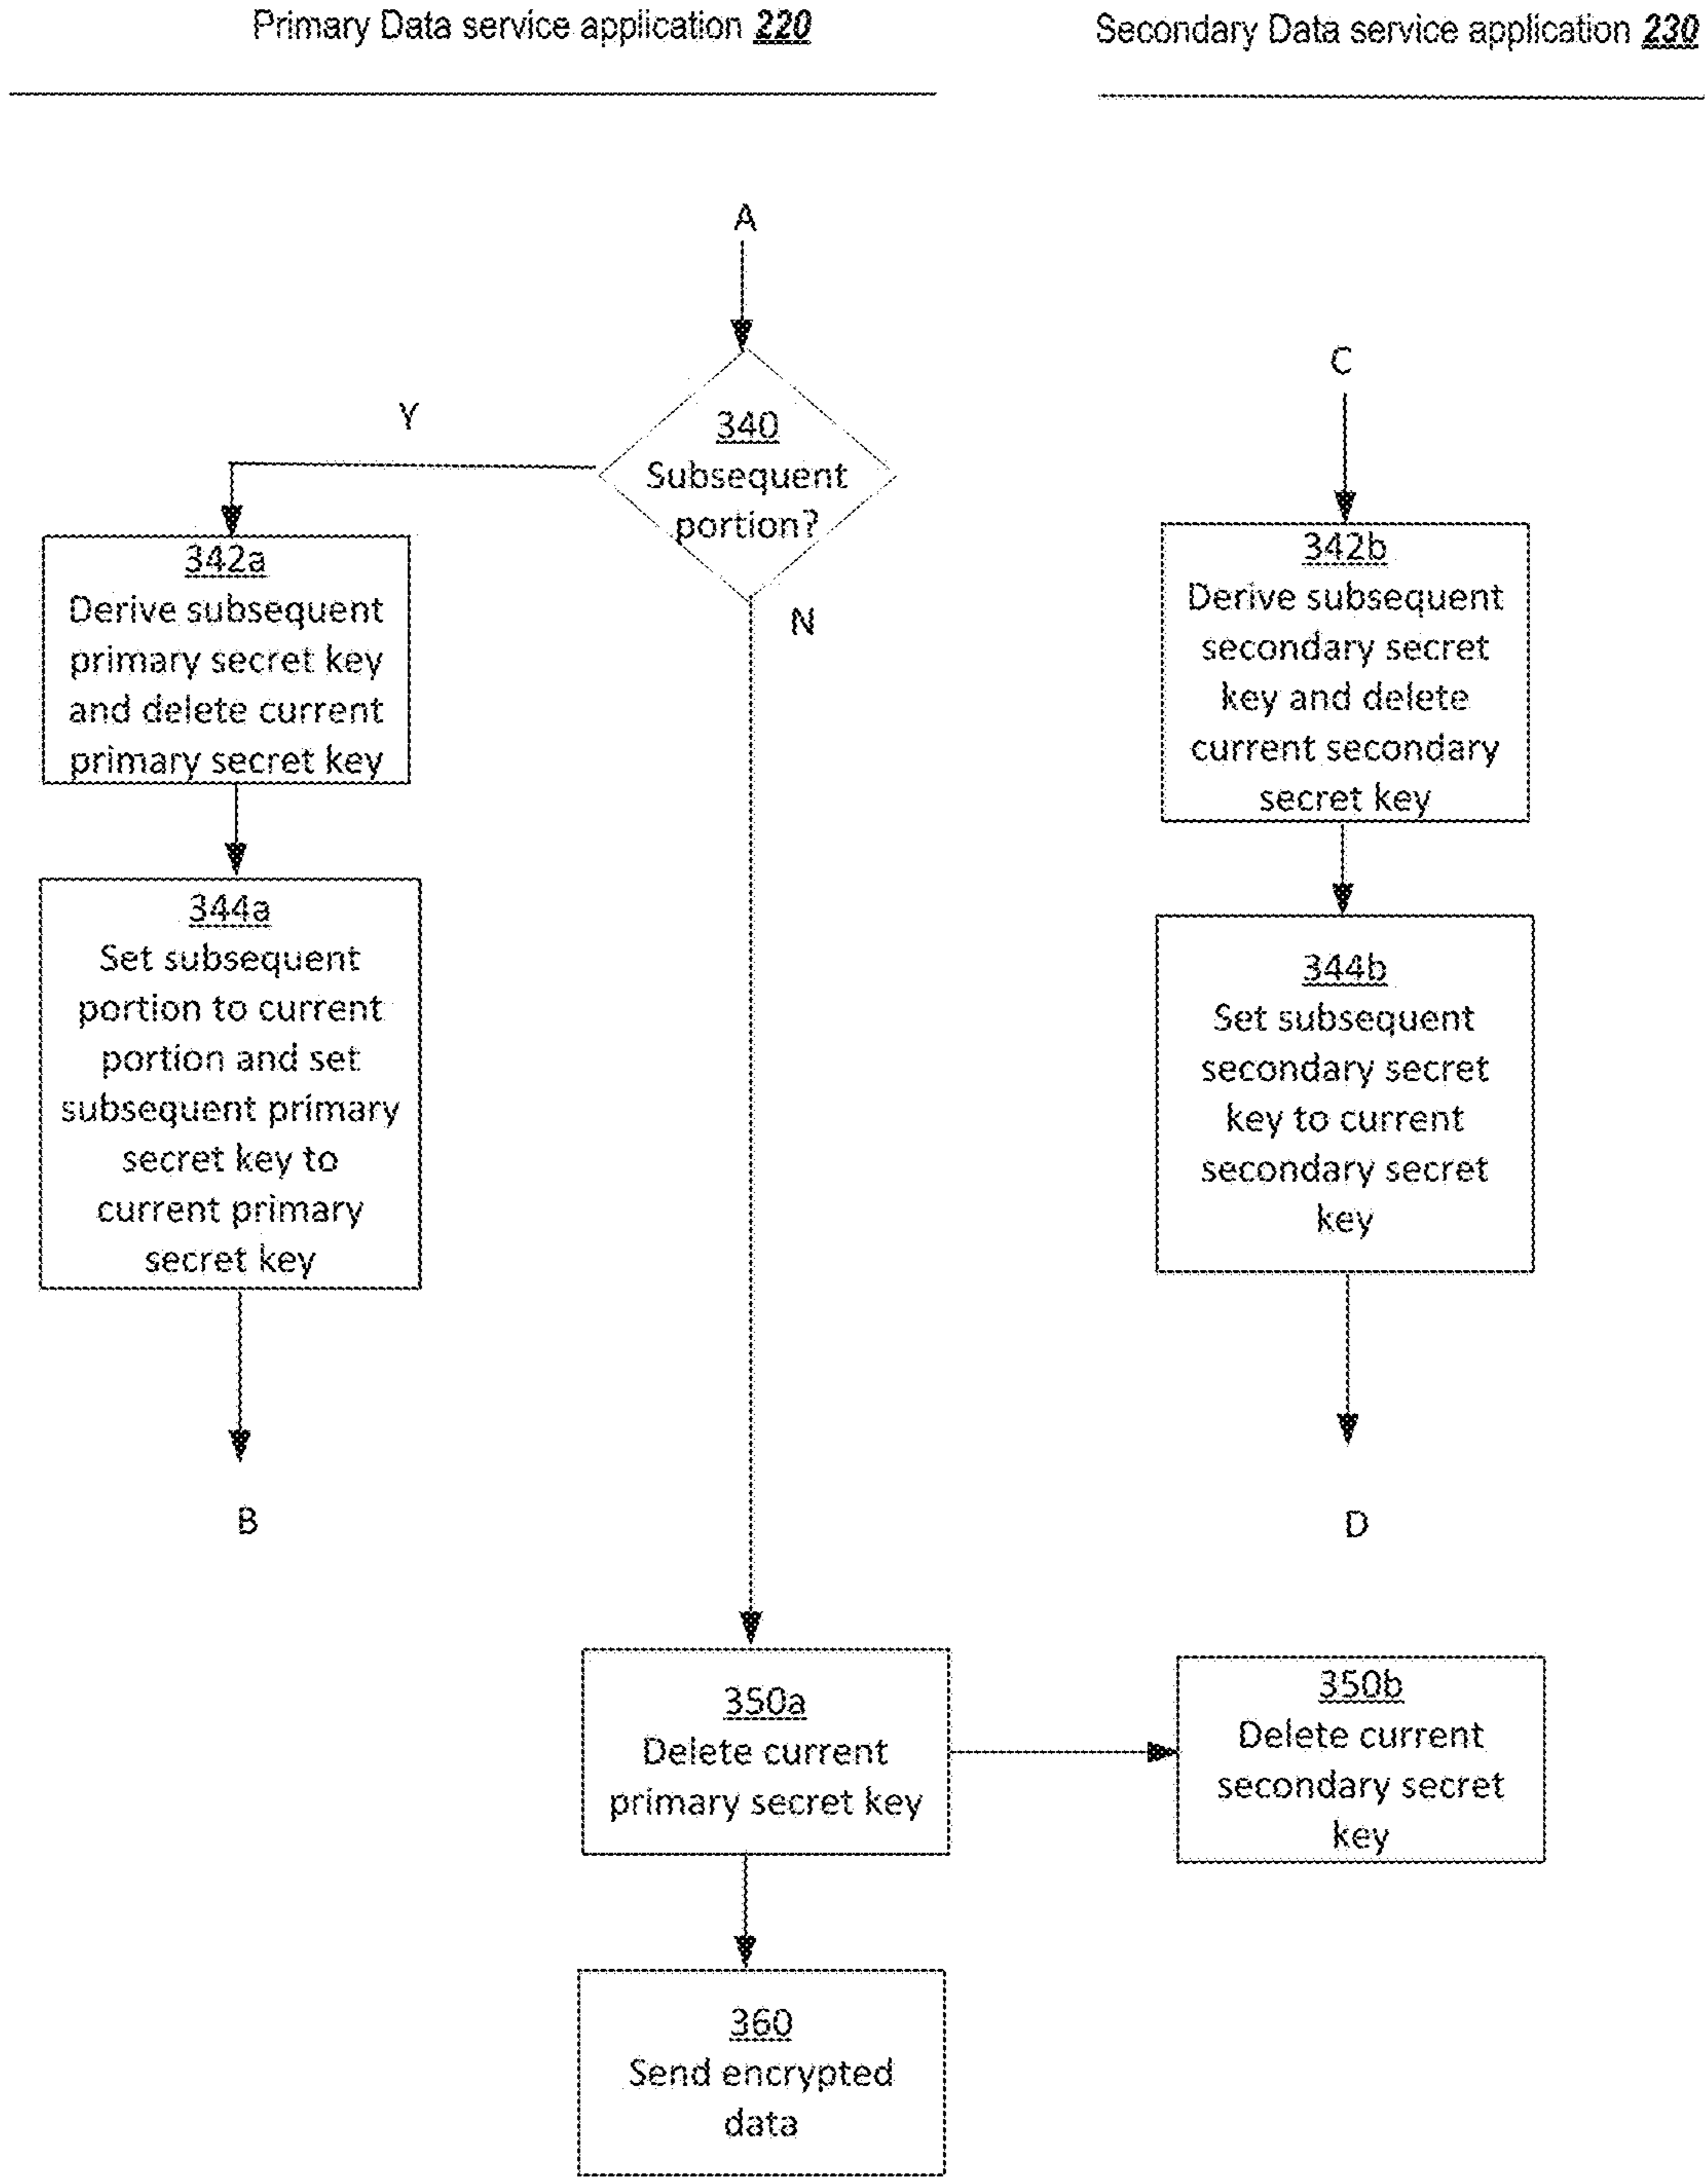 Primary Data service application 220
Secondary Data service application 230
A
C
Y
340
Subsequent
portion?
N
342a
Derive subsequent
primary secret key
and delete current
primary secret key
342b
Derive subsequent
secondary secret
key and delete
current secondary
secret key
344a
Set subsequent
portion to current
portion and set
subsequent primary
secret key to
current primary
secret key
344b
Set subsequent
secondary secret
key to current
secondary secret
key
B
D
350a
Delete current
primary secret key
350b
Delete current
secondary secret
key
360
Send encrypted
data